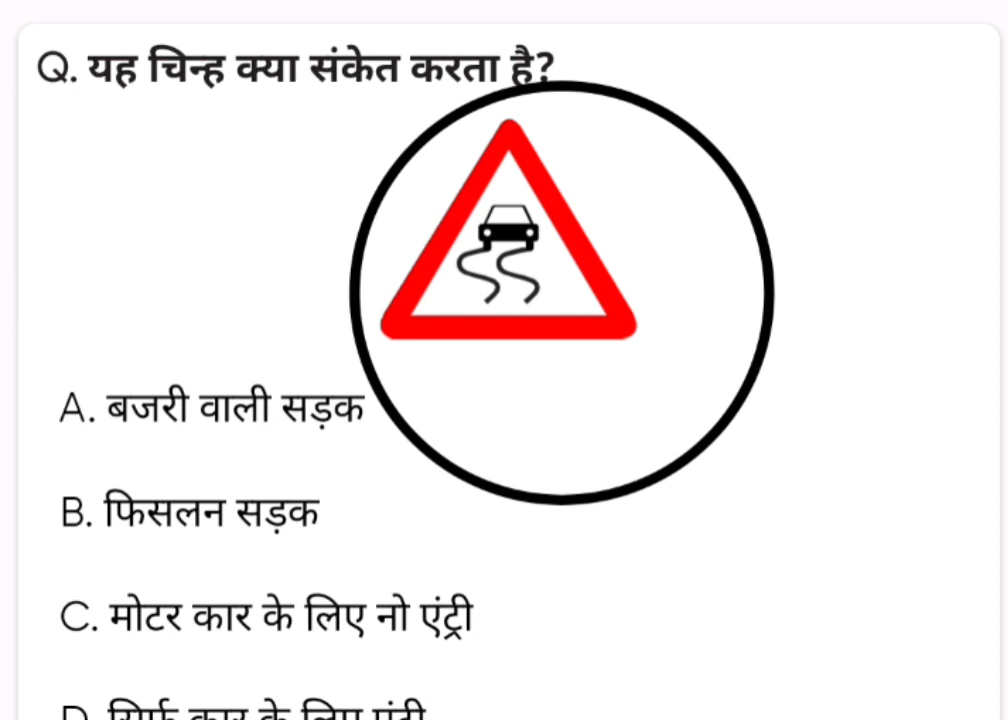 Q. यह चिन्ह क्या संकेत करता है?
A. बजरी वाली सड़क
B. फिसलन सड़क
C. मोटर कार के लिए नो एंट्री
D. सिर्फ कार के लिए एंट्री